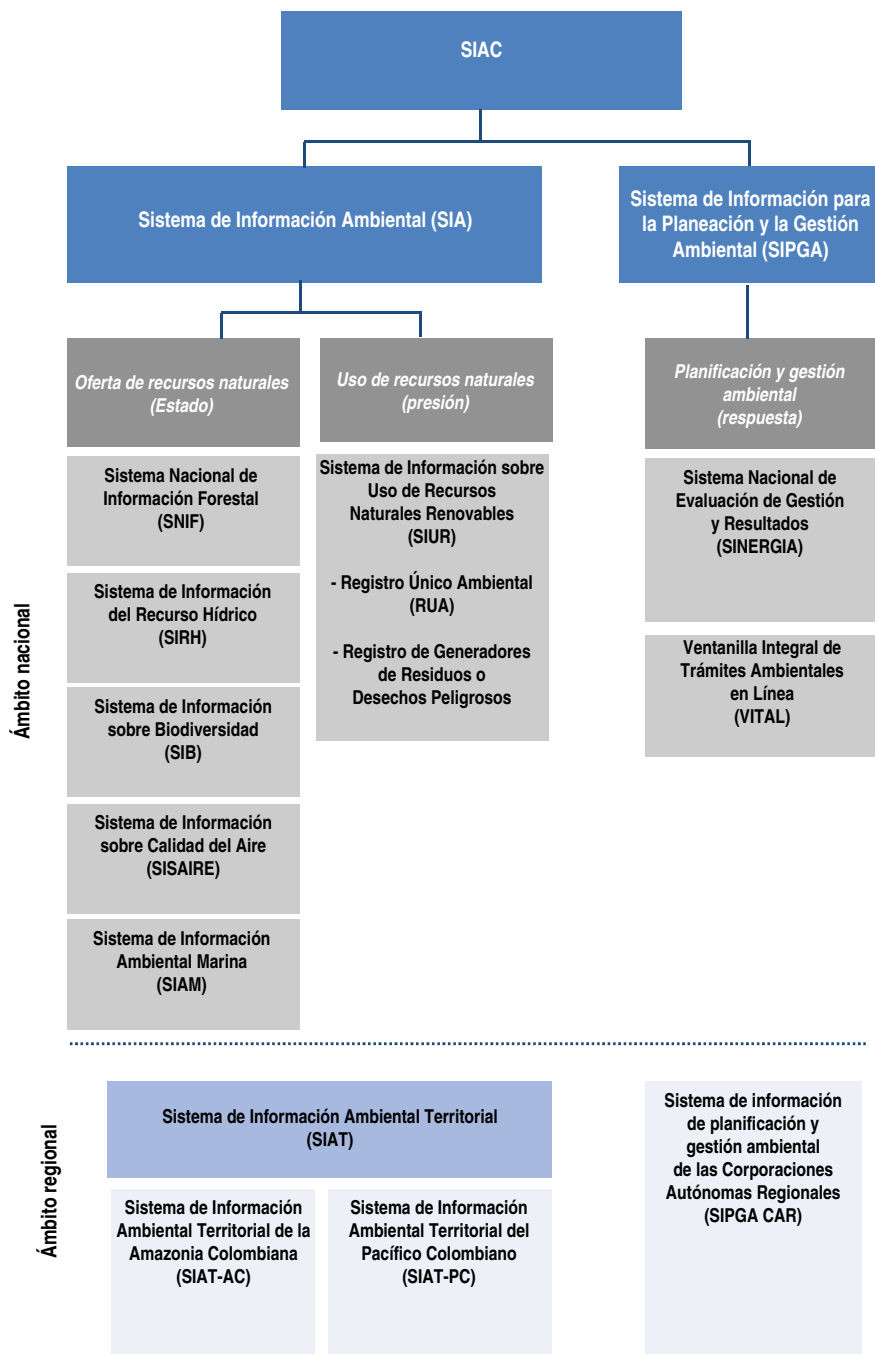 SIAC
Sistema de Información Ambiental (SIA)
Sistema de Información para
la Planeación y la Gestión
Ambiental (SIPGA)
Oferta de recursos naturales
(Estado)
Uso de recursos naturales
(presión)
Planificación y gestión
ambiental
(respuesta)
Ámbito nacional
Sistema Nacional de
Información Forestal
(SNIF)
Sistema de Información
del Recurso Hídrico
(SIRH)
Sistema de Información
sobre Biodiversidad
(SIB)
Sistema de Información
sobre Calidad del Aire
(SISAIRE)
Sistema de Información
Ambiental Marina
(SIAM)
Sistema de Información sobre
Uso de Recursos
Naturales Renovables
(SIUR)
- Registro Único Ambiental
(RUA)
- Registro de Generadores
de Residuos o
Desechos Peligrosos
Sistema Nacional de
Evaluación de Gestión
y Resultados
(SINERGIA)
Ventanilla Integral de
Trámites Ambientales
en Línea
(VITAL)
Ámbito regional
Sistema de Información Ambiental Territorial
(SIAT)
Sistema de Información
Ambiental Territorial de la
Amazonia Colombiana
(SIAT-AC)
Sistema de Información
Ambiental Territorial del
Pacífico Colombiano
(SIAT-PC)
Sistema de información
de planificación y
gestión ambiental
de las Corporaciones
Autónomas Regionales
(SIPGA CAR)